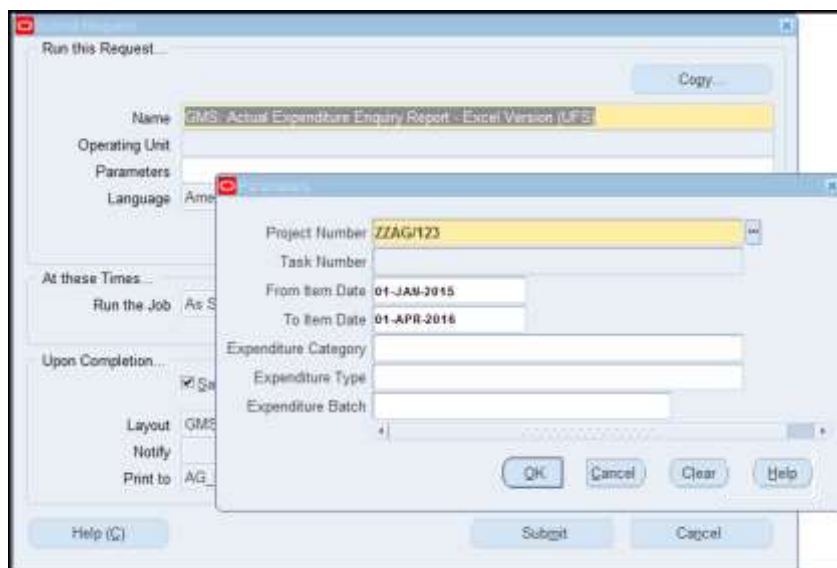 Run this Request...
Copy...
Name GMS: Actual Expenditure Enquiry Report - Excel Version (UFS)
Operating Unit
Parameters
Language Ame
Project Number ZZAG/123
Task Number
From Item Date 01-JAN-2015
To Item Date 01-APR-2016
Expenditure Category
Expenditure Type
Expenditure Batch
OK Cancel Clear Help
At these Times...
Run the Job As S
Upon Completion...
Sa
Layout GMS
Notify
Print to AG_
Help (C) Submit Cancel